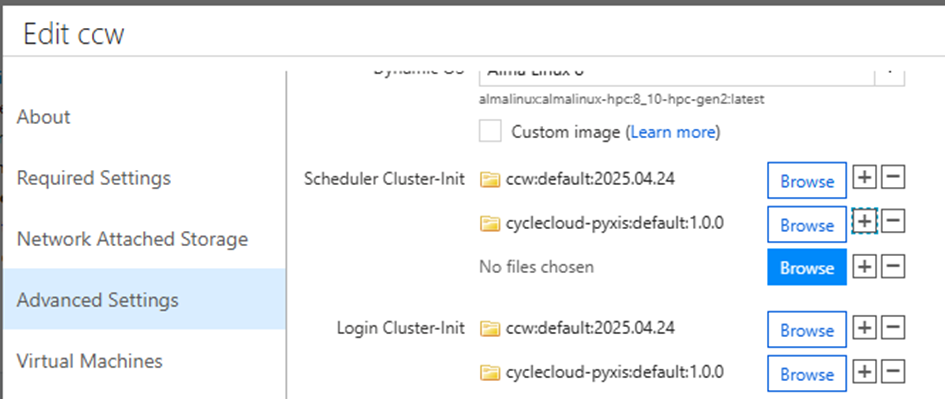 Edit ccw
Dynamic OS Alma Linux 8
almalinux:almalinux-hpc:8_10-hpc-gen2:latest
About
Custom image (Learn more)
Required Settings
Scheduler Cluster-Init ccw:default:2025.04.24 Browse + −
cyclecloud-pyxis:default:1.0.0 Browse + −
Network Attached Storage
No files chosen Browse + −
Advanced Settings
Login Cluster-Init ccw:default:2025.04.24 Browse + −
Virtual Machines
cyclecloud-pyxis:default:1.0.0 Browse + −